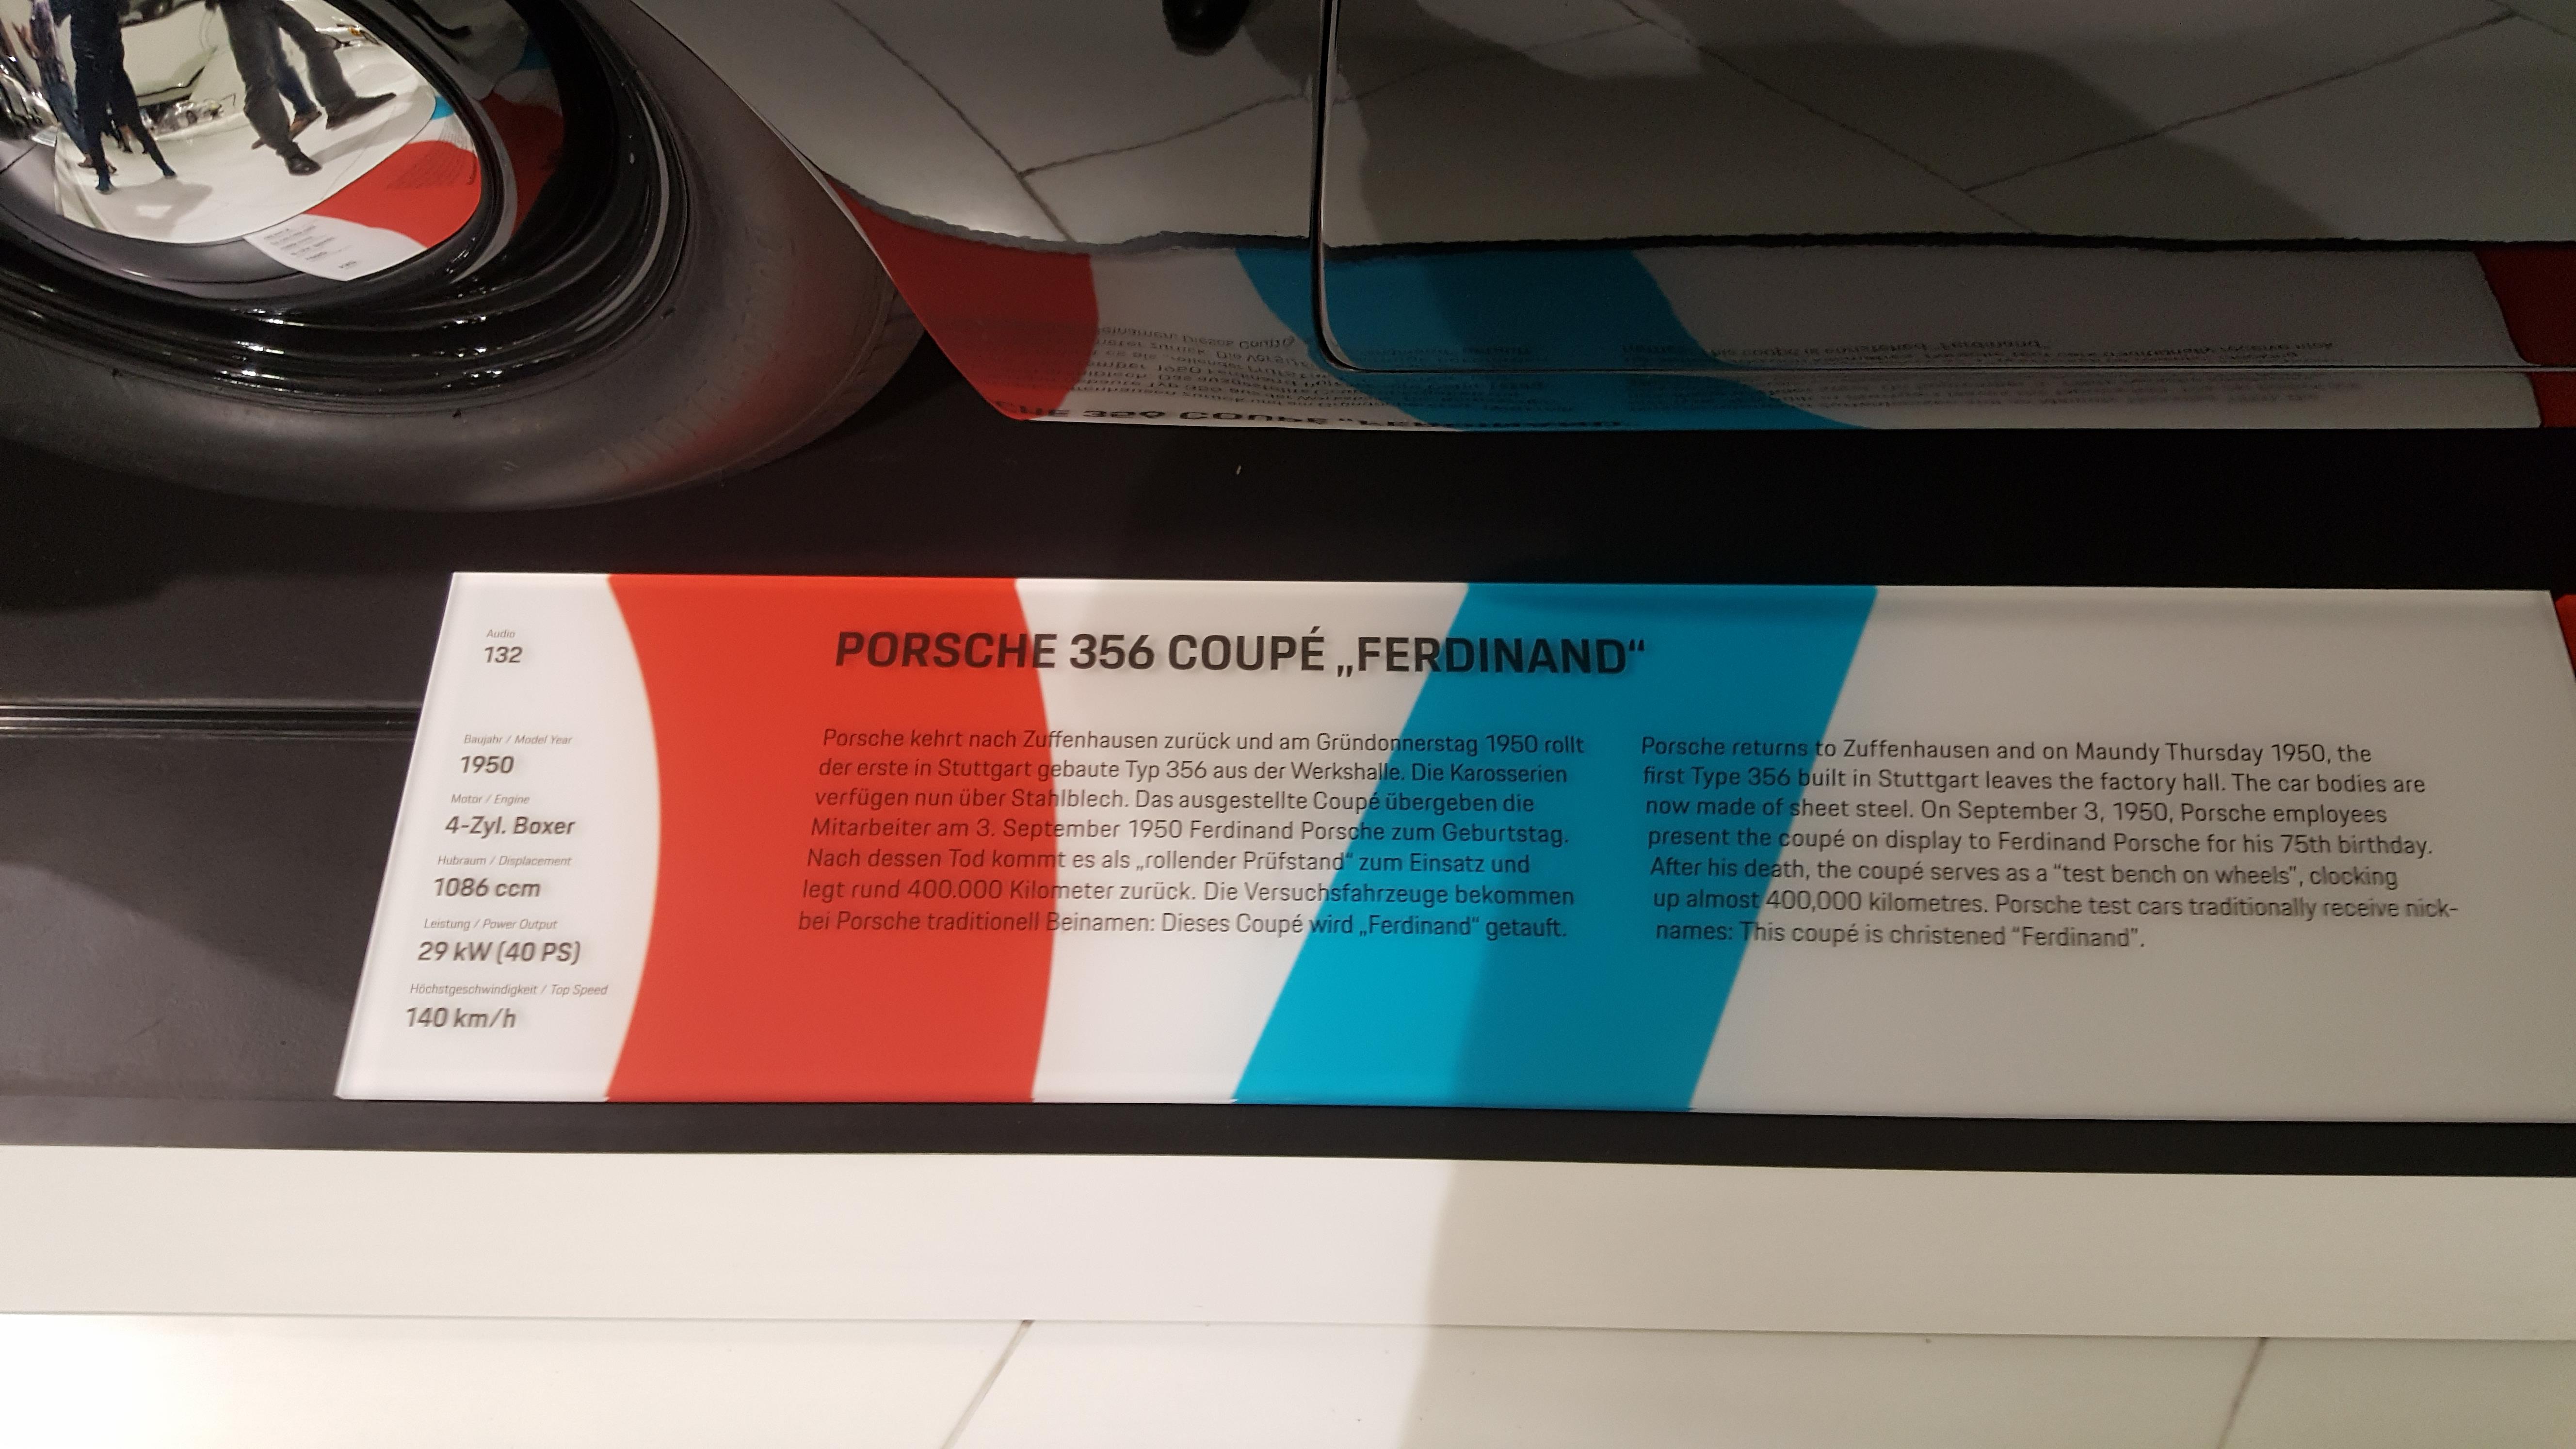 Audio
132
Baujahr / Model Year
1950
Motor / Engine
4-Zyl. Boxer
Hubraum / Displacement
1086 ccm
Leistung / Power Output
29 kW (40 PS)
Höchstgeschwindigkeit / Top Speed
140 km/h
PORSCHE 356 COUPÉ „FERDINAND“
Porsche kehrt nach Zuffenhausen zurück und am Gründonnerstag 1950 rollt
der erste in Stuttgart gebaute Typ 356 aus der Werkshalle. Die Karosserien
verfügen nun über Stahlblech. Das ausgestellte Coupé übergeben die
Mitarbeiter am 3. September 1950 Ferdinand Porsche zum Geburtstag.
Nach dessen Tod kommt es als „rollender Prüfstand“ zum Einsatz und
legt rund 400.000 Kilometer zurück. Die Versuchsfahrzeuge bekommen
bei Porsche traditionell Beinamen: Dieses Coupé wird „Ferdinand“ getauft.
Porsche returns to Zuffenhausen and on Maundy Thursday 1950, the
first Type 356 built in Stuttgart leaves the factory hall. The car bodies are
now made of sheet steel. On September 3, 1950, Porsche employees
present the coupé on display to Ferdinand Porsche for his 75th birthday.
After his death, the coupé serves as a “test bench on wheels”, clocking
up almost 400,000 kilometres. Porsche test cars traditionally receive nick-
names: This coupé is christened “Ferdinand”.